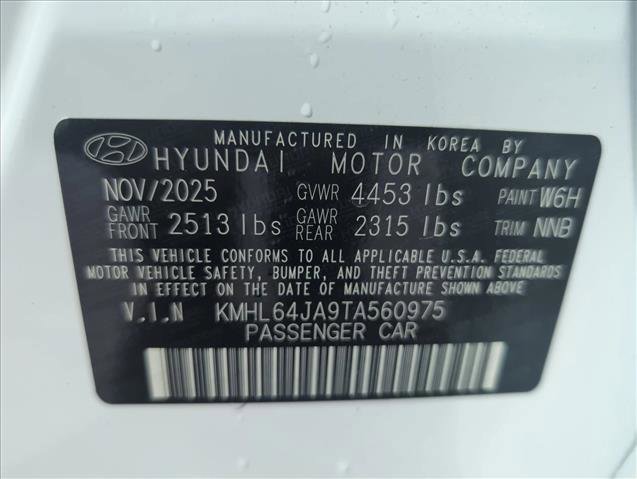 MANUFACTURED IN KOREA BY
HYUNDAI MOTOR COMPANY
NOV/2025 GVWR 4453 lbs PAINT W6H
GAWR FRONT 2513 lbs GAWR REAR 2315 lbs TRIM NNB
THIS VEHICLE CONFORMS TO ALL APPLICABLE U.S.A. FEDERAL
MOTOR VEHICLE SAFETY, BUMPER, AND THEFT PREVENTION STANDARDS
IN EFFECT ON THE DATE OF MANUFACTURE SHOWN ABOVE.
V.I.N KMHL64JA9TA560975
PASSENGER CAR